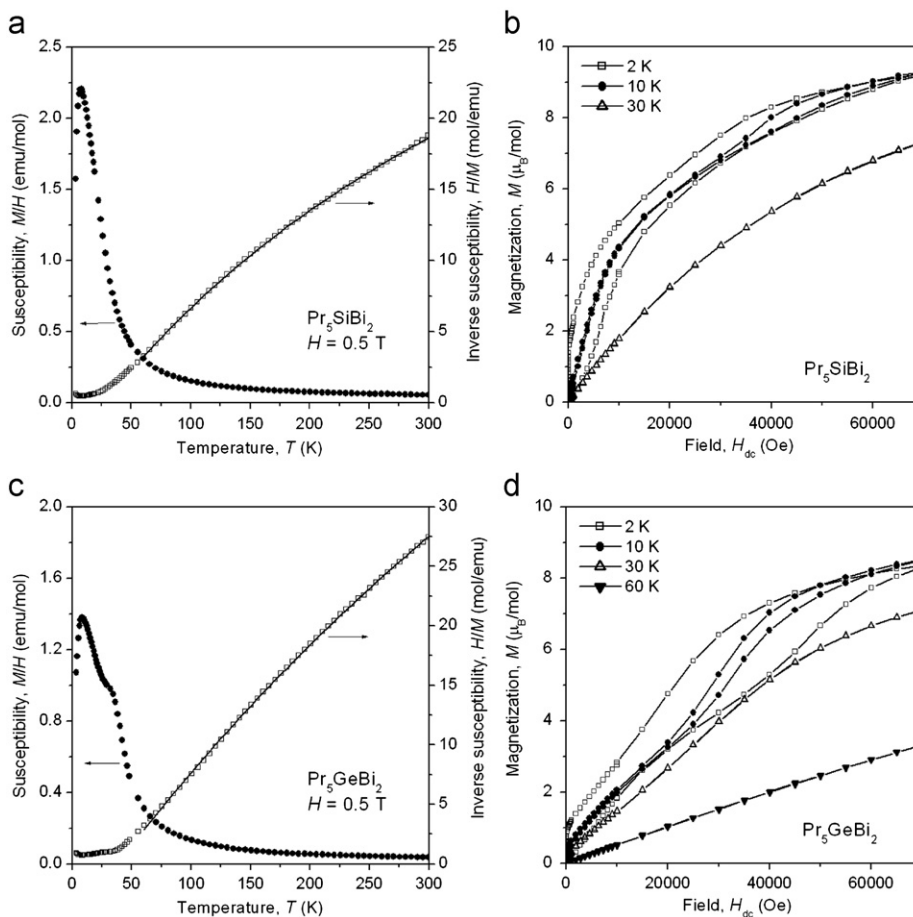 a
2.5
2.0
1.5
1.0
0.5
0.0
25
20
15
10
5
0
0
50
100
150
200
250
300
Susceptibility, M/H (emu/mol)
Inverse susceptibility, H/M (mol/emu)
Temperature, T (K)
Pr₅SiBi₂
H = 0.5 T
b
10
8
6
4
2
0
0
20000
40000
60000
Magnetization, M (μ_B/mol)
Field, H_dc (Oe)
2 K
10 K
30 K
Pr₅SiBi₂
c
2.0
1.6
1.2
0.8
0.4
0.0
30
25
20
15
10
5
0
0
50
100
150
200
250
300
Susceptibility, M/H (emu/mol)
Inverse susceptibility, H/M (mol/emu)
Temperature, T (K)
Pr₅GeBi₂
H = 0.5 T
d
10
8
6
4
2
0
0
20000
40000
60000
Magnetization, M (μ_B/mol)
Field, H_dc (Oe)
2 K
10 K
30 K
60 K
Pr₅GeBi₂